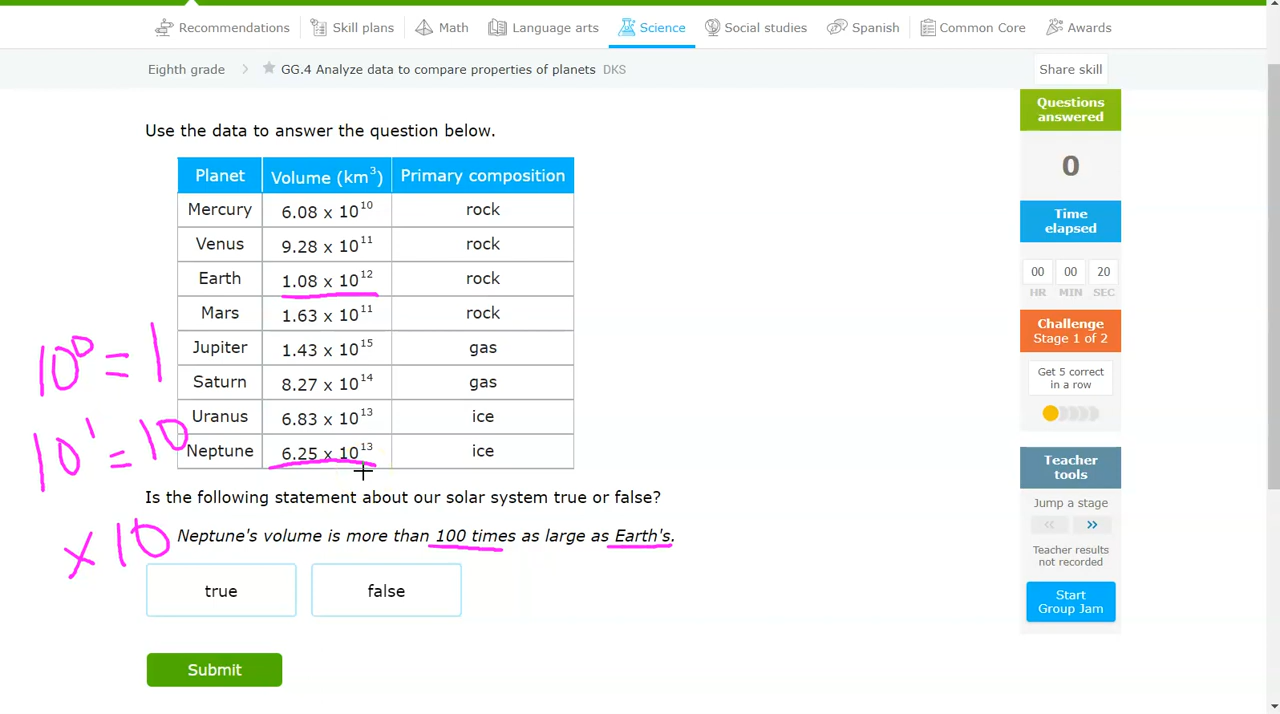 Recommendations Skill plans Math Language arts Science Social studies Spanish Common Core Awards
Eighth grade > GG.4 Analyze data to compare properties of planets DKS
Share skill
Use the data to answer the question below.
Planet Volume (km³) Primary composition
Mercury 6.08 x 10¹⁰ rock
Venus 9.28 x 10¹¹ rock
Earth 1.08 x 10¹² rock
Mars 1.63 x 10¹¹ rock
Jupiter 1.43 x 10¹⁵ gas
Saturn 8.27 x 10¹⁴ gas
Uranus 6.83 x 10¹³ ice
Neptune 6.25 x 10¹³ ice
10⁰ = 1
10¹ = 10
x 10
Is the following statement about our solar system true or false?
Neptune's volume is more than 100 times as large as Earth's.
true false
Submit
Questions
answered
0
Time
elapsed
00 00 20
HR MIN SEC
Challenge
Stage 1 of 2
Get 5 correct
in a row
Teacher
tools
Jump a stage
« »
Teacher results
not recorded
Start
Group Jam